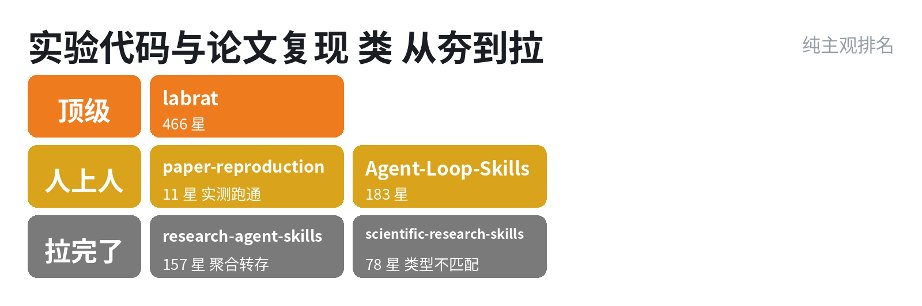 实验代码与论文复现 类 从夯到拉
纯主观排名
顶级
labrat
466 星
人上人
paper-reproduction
11 星 实测跑通
Agent-Loop-Skills
183 星
拉完了
research-agent-skills
157 星 聚合转存
scientific-research-skills
78 星 类型不匹配